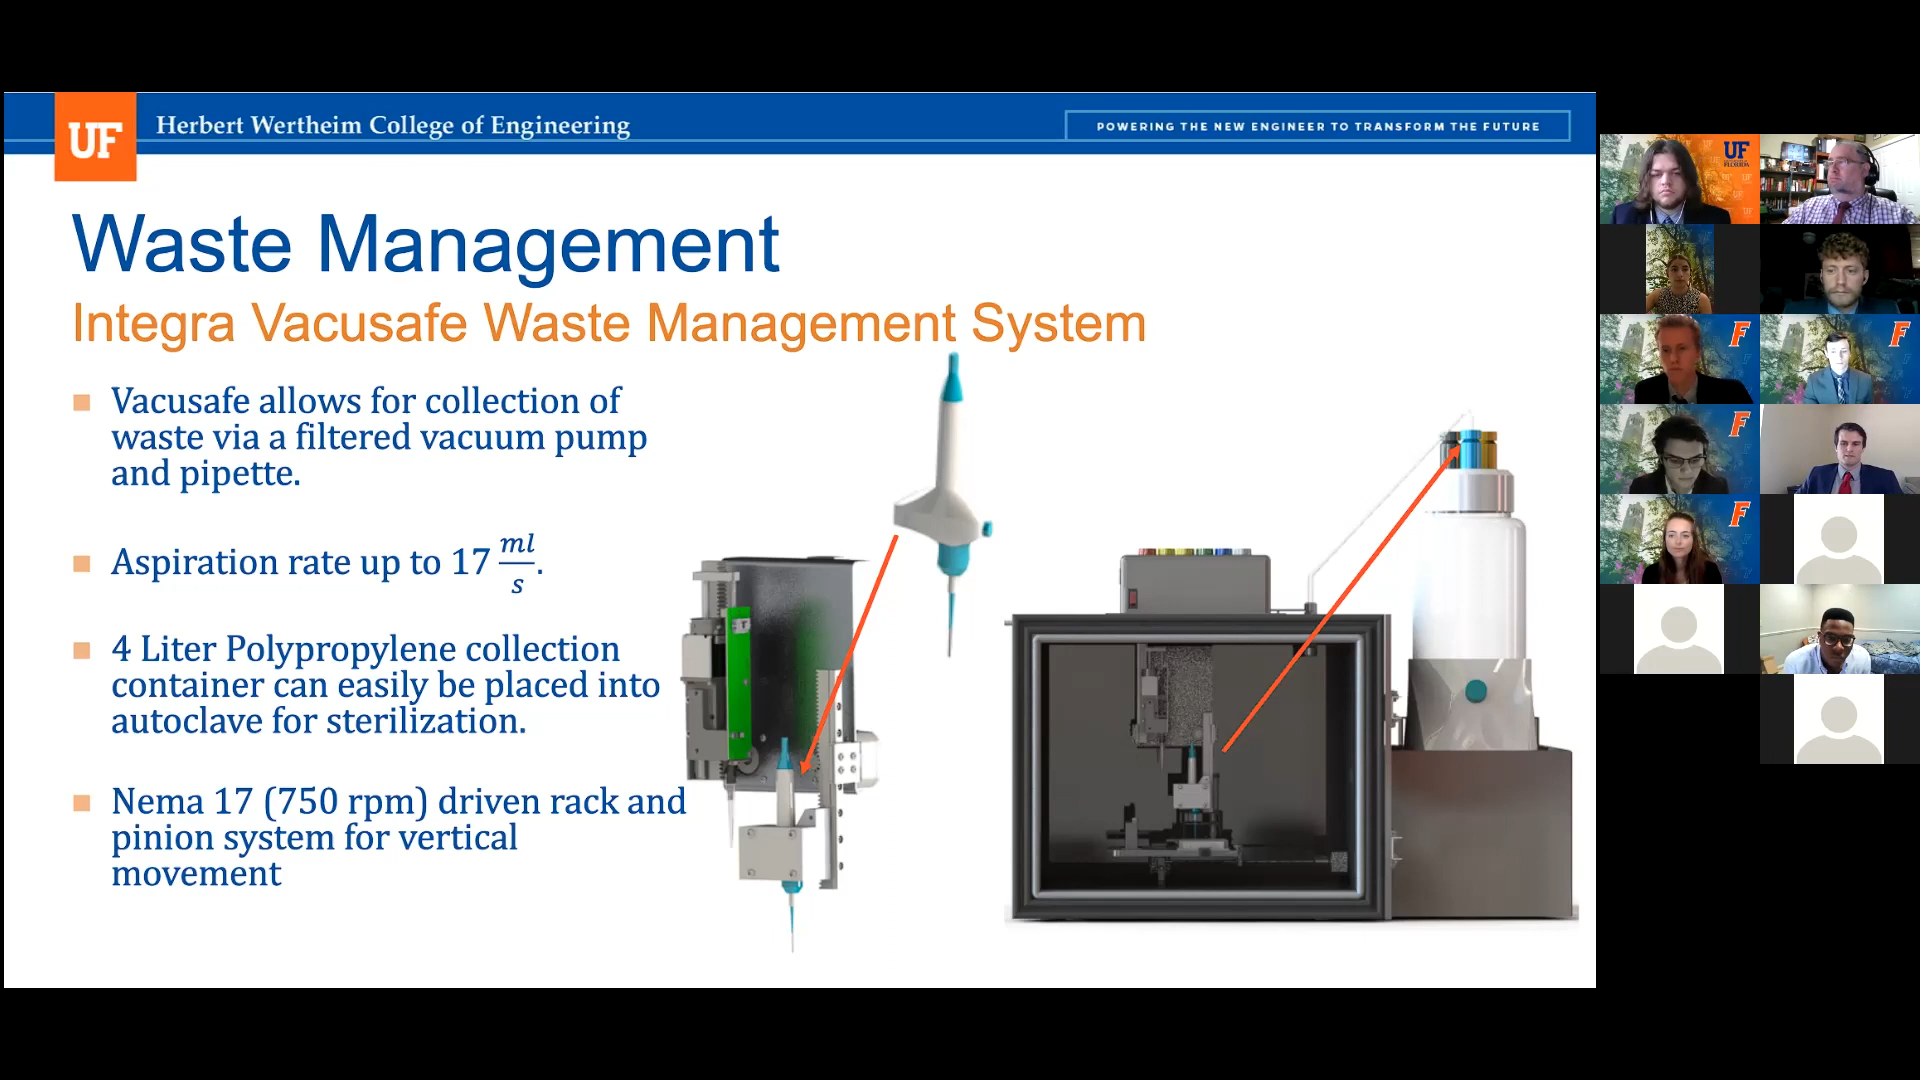 UF
Herbert Wertheim College of Engineering
POWERING THE NEW ENGINEER TO TRANSFORM THE FUTURE
Waste Management
Integra Vacusafe Waste Management System
Vacusafe allows for collection of
waste via a filtered vacuum pump
and pipette.
Aspiration rate up to 17 ml/s.
4 Liter Polypropylene collection
container can easily be placed into
autoclave for sterilization.
Nema 17 (750 rpm) driven rack and
pinion system for vertical
movement
UF
FLORIDA
F
F
F
F